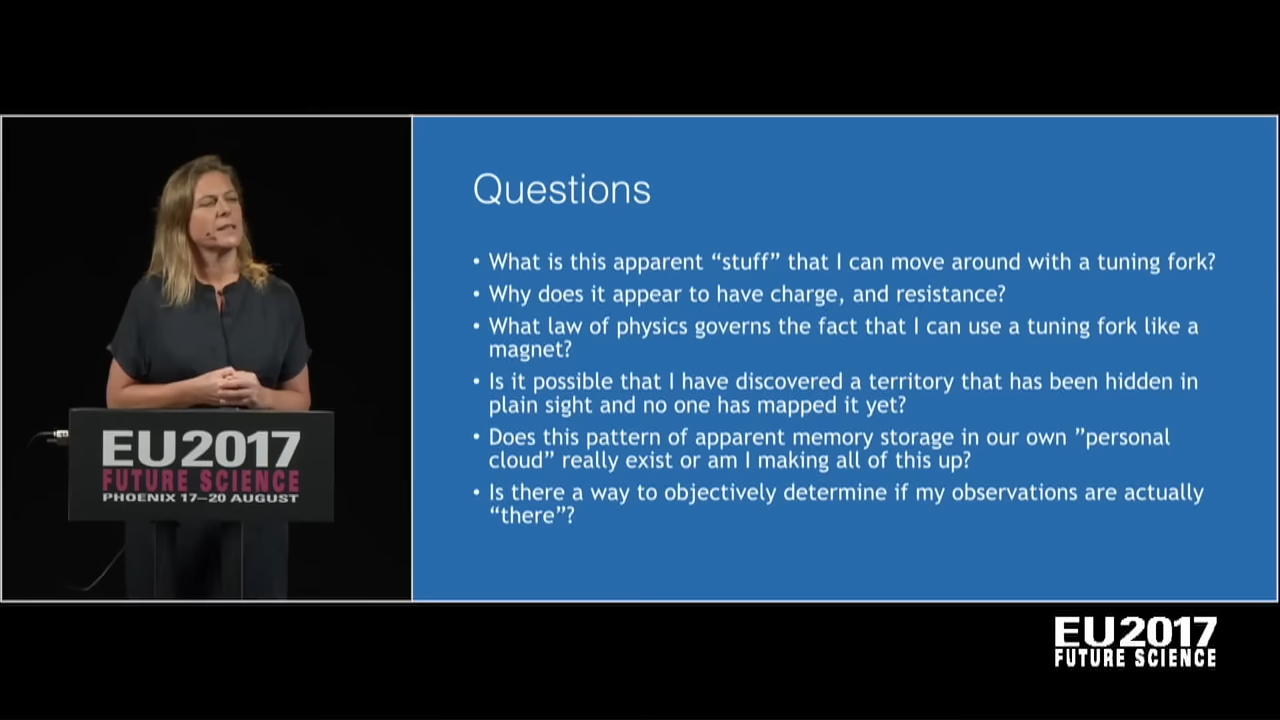 Questions
• What is this apparent “stuff” that I can move around with a tuning fork?
• Why does it appear to have charge, and resistance?
• What law of physics governs the fact that I can use a tuning fork like a
magnet?
• Is it possible that I have discovered a territory that has been hidden in
plain sight and no one has mapped it yet?
• Does this pattern of apparent memory storage in our own ”personal
cloud” really exist or am I making all of this up?
• Is there a way to objectively determine if my observations are actually
“there”?
EU2017
FUTURE SCIENCE
PHOENIX 17–20 AUGUST
EU2017
FUTURE SCIENCE